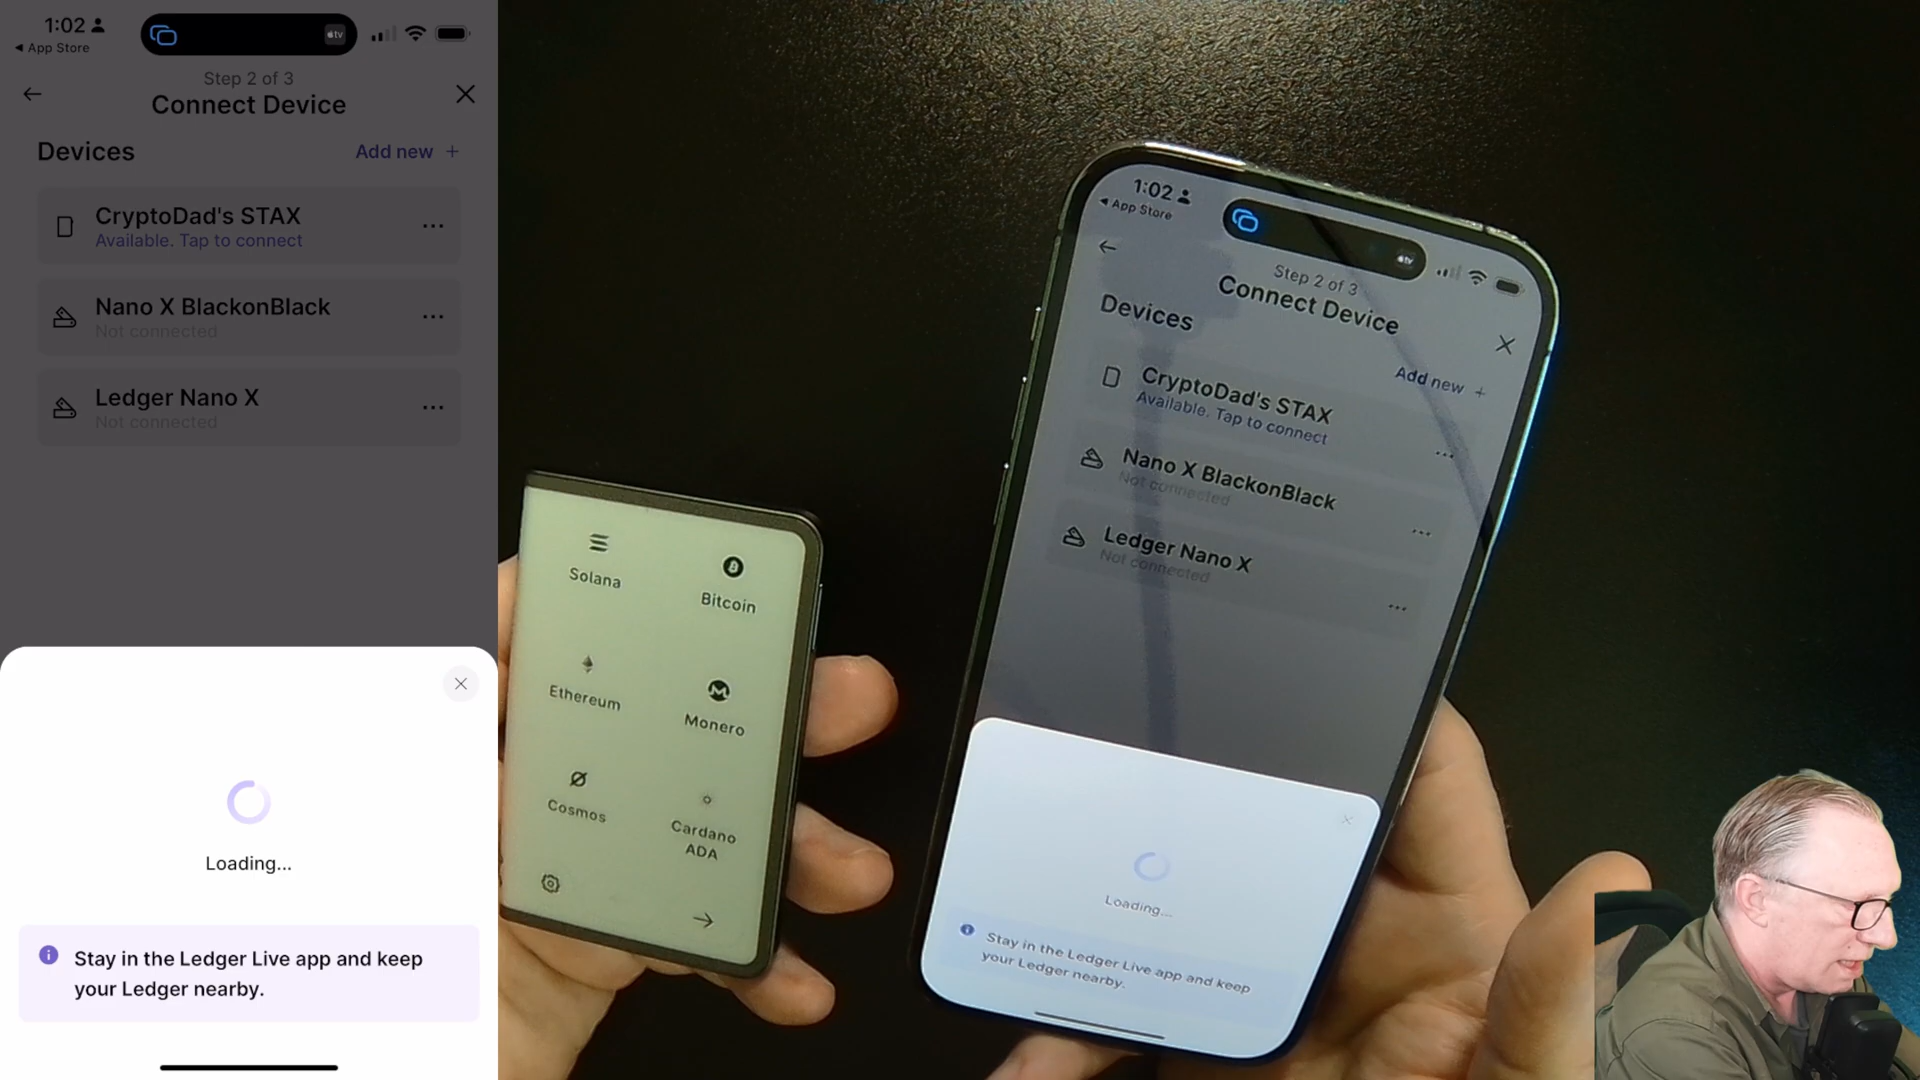 1:02
App Store
tv
Step 2 of 3
Connect Device
Devices
Add new +
CryptoDad's STAX
Available. Tap to connect
Nano X BlackonBlack
Not connected
Ledger Nano X
Not connected
Loading...
Stay in the Ledger Live app and keep
your Ledger nearby.
Solana
Bitcoin
Ethereum
Monero
Cosmos
Cardano
ADA
1:02
App Store
tv
Step 2 of 3
Connect Device
Devices
Add new +
CryptoDad's STAX
Available. Tap to connect
Nano X BlackonBlack
Not connected
Ledger Nano X
Not connected
Loading...
Stay in the Ledger Live app and keep
your Ledger nearby.